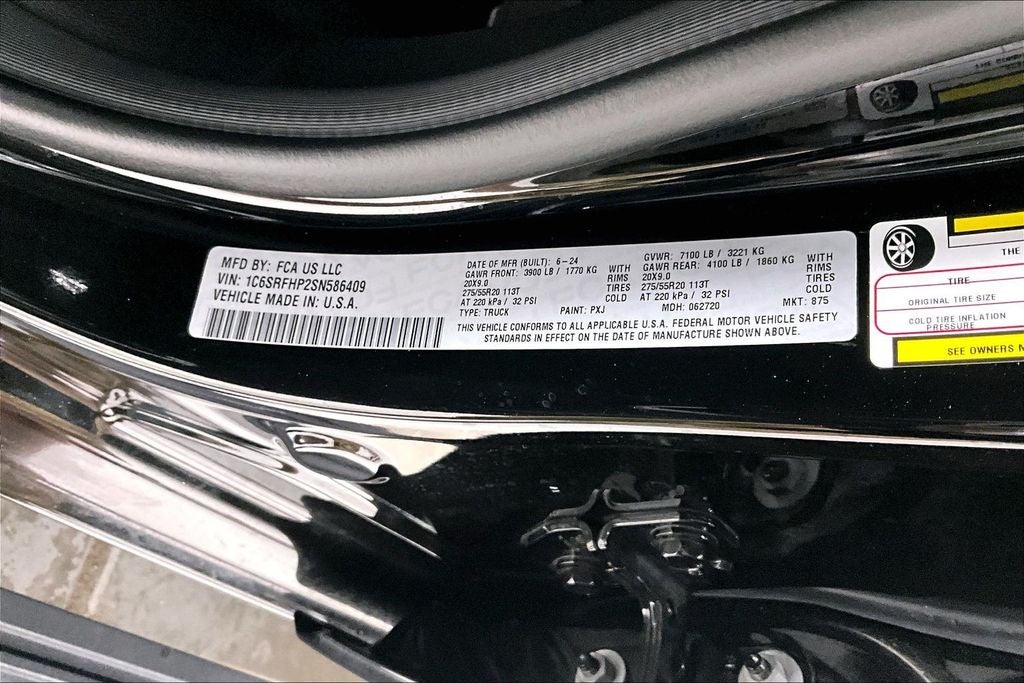 MFD BY: FCA US LLC
VIN: 1C6SRFHP2SN586409
VEHICLE MADE IN U.S.A.
DATE OF MFR (BUILT): 6-24
GAWR FRONT: 3900 LB / 1770 KG WITH
20X9.0 RIMS
275/55R20 113T TIRES
AT 220 kPa / 32 PSI COLD
TYPE: TRUCK PAINT: PXJ MDH: 062720 MKT: 875
GVWR: 7100 LB / 3221 KG
GAWR REAR: 4100 LB / 1860 KG WITH
20X9.0 RIMS
275/55R20 113T TIRES
AT 220 kPa / 32 PSI COLD
THIS VEHICLE CONFORMS TO ALL APPLICABLE U.S.A. FEDERAL MOTOR VEHICLE SAFETY
STANDARDS IN EFFECT ON THE DATE OF MANUFACTURE SHOWN ABOVE.
THE
TIRE
ORIGINAL TIRE SIZE
COLD TIRE INFLATION
PRESSURE
SEE OWNERS